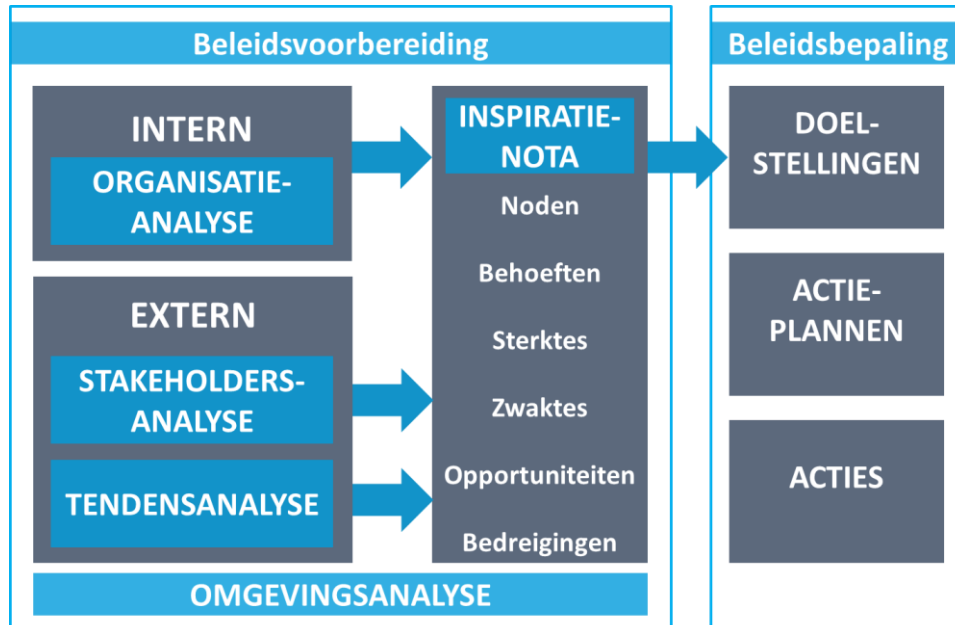 Beleidsvoorbereiding
INTERN
ORGANISATIE-
ANALYSE
EXTERN
STAKEHOLDERS-
ANALYSE
TENDENSANALYSE
INSPIRATIE-
NOTA
Noden
Behoeften
Sterktes
Zwaktes
Opportuniteiten
Bedreigingen
OMGEVINGSANALYSE
Beleidsbepaling
DOEL-
STELLINGEN
ACTIE-
PLANNEN
ACTIES